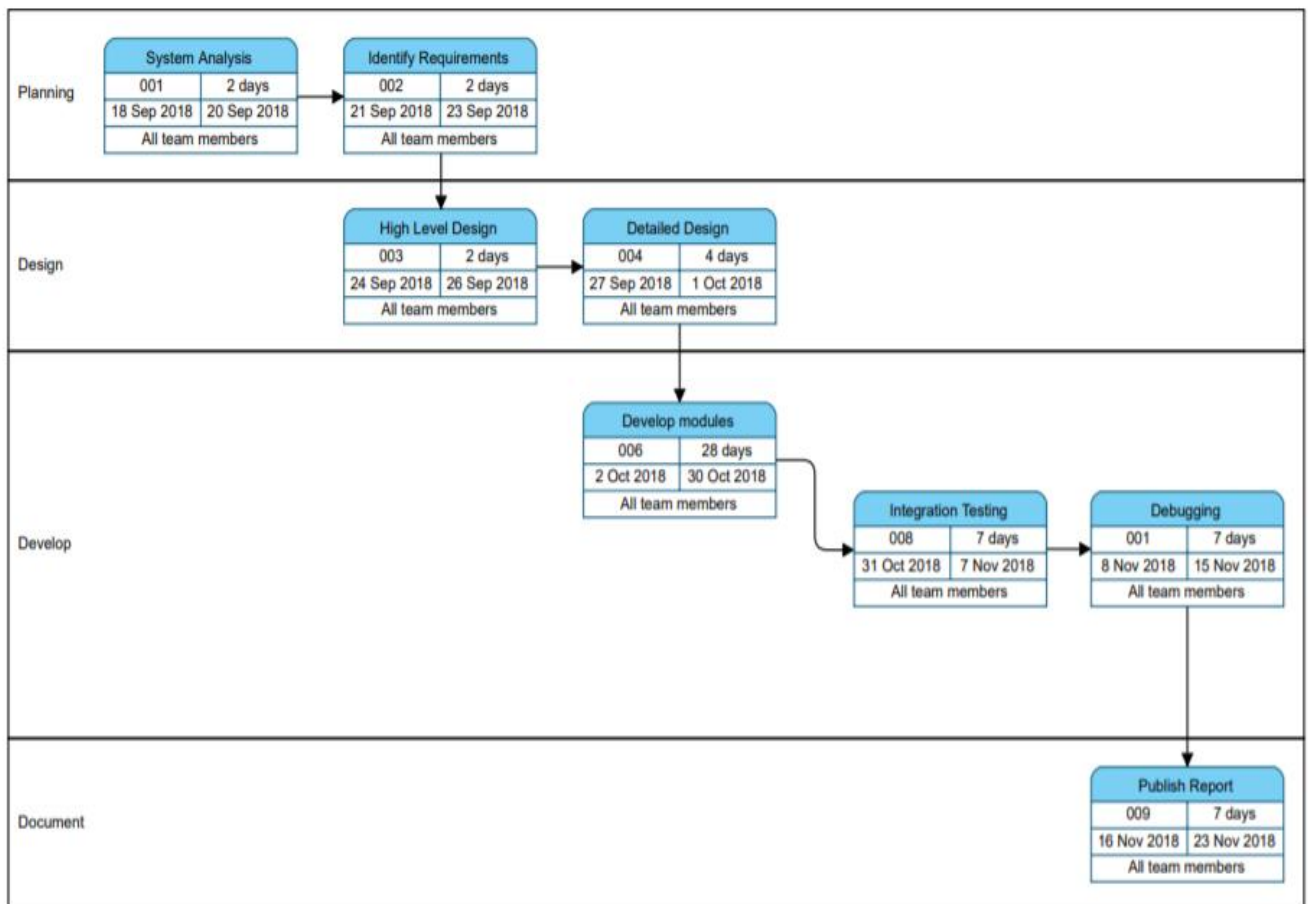 Planning
System Analysis
001 2 days
18 Sep 2018 20 Sep 2018
All team members
Identify Requirements
002 2 days
21 Sep 2018 23 Sep 2018
All team members
Design
High Level Design
003 2 days
24 Sep 2018 26 Sep 2018
All team members
Detailed Design
004 4 days
27 Sep 2018 1 Oct 2018
All team members
Develop
Develop modules
006 28 days
2 Oct 2018 30 Oct 2018
All team members
Integration Testing
008 7 days
31 Oct 2018 7 Nov 2018
All team members
Debugging
001 7 days
8 Nov 2018 15 Nov 2018
All team members
Document
Publish Report
009 7 days
16 Nov 2018 23 Nov 2018
All team members